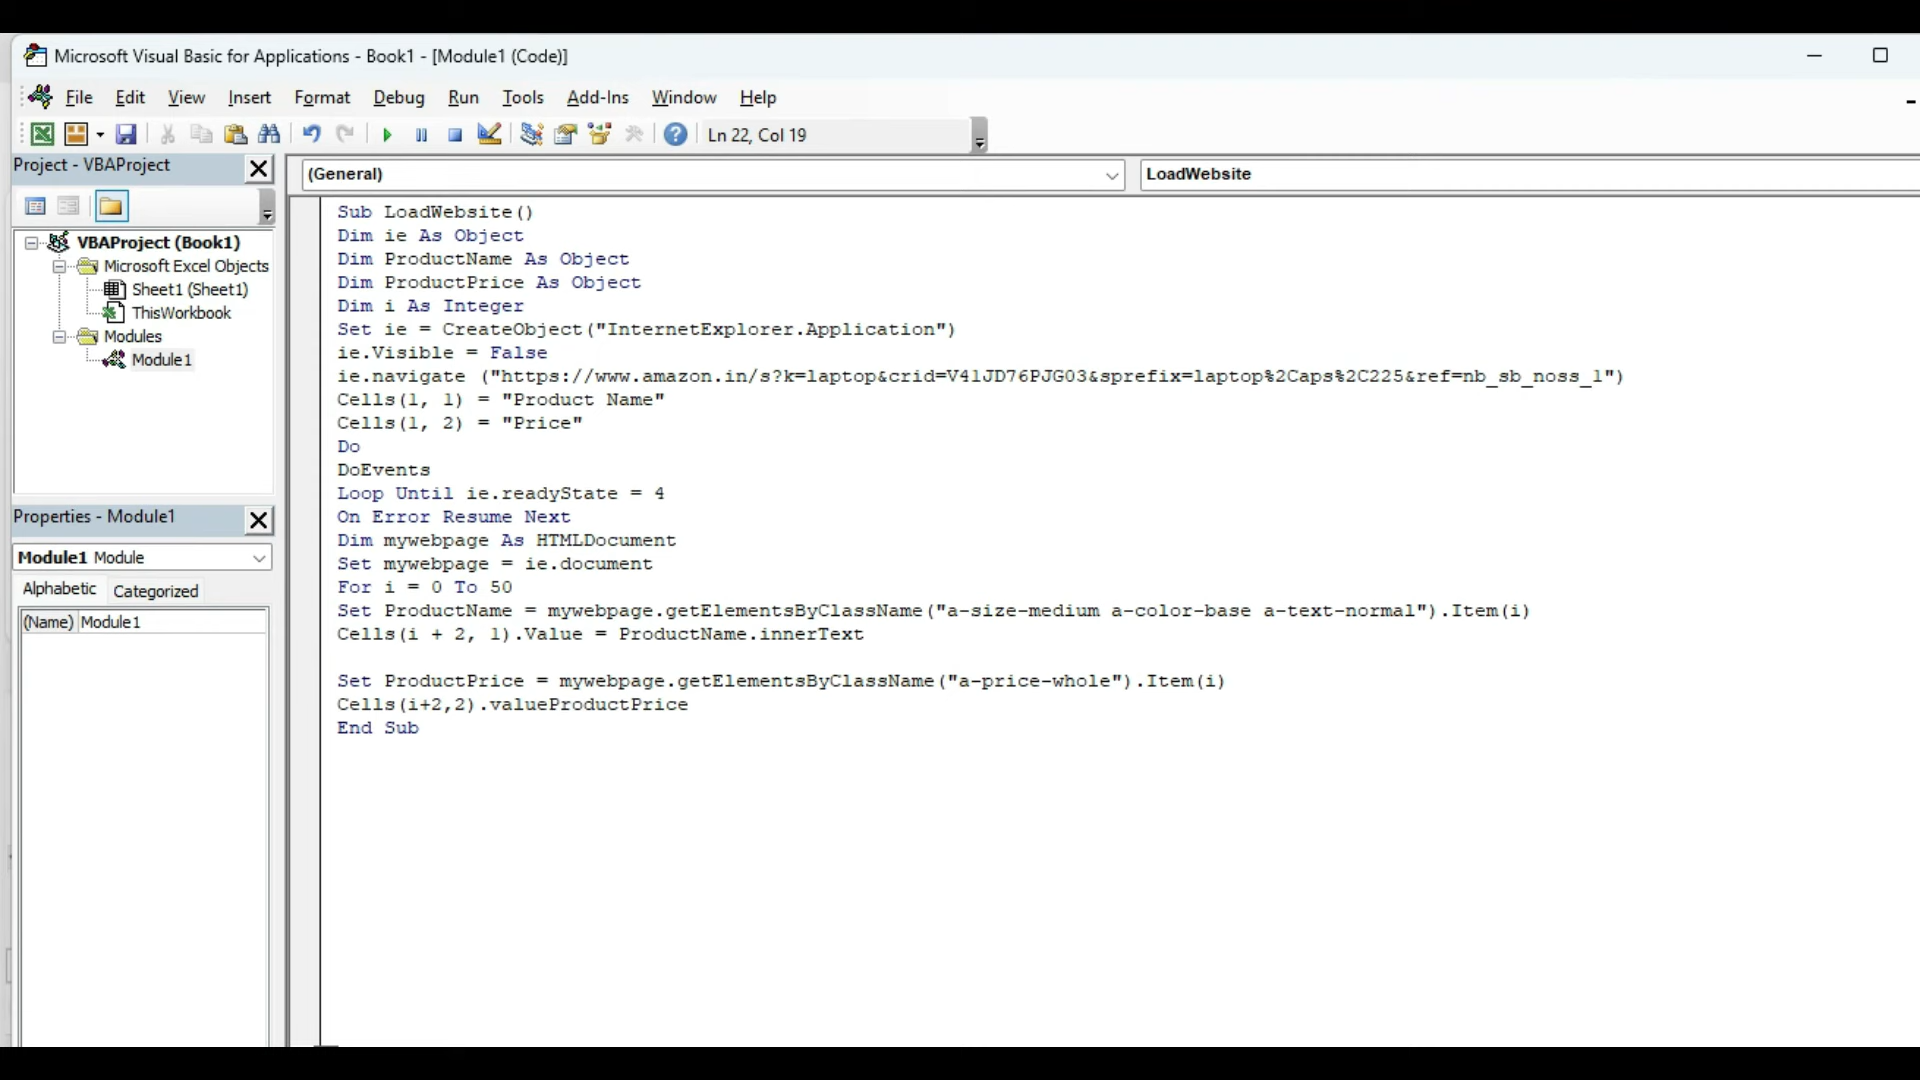 Microsoft Visual Basic for Applications - Book1 - [Module1 (Code)]
File Edit View Insert Format Debug Run Tools Add-Ins Window Help
Ln 22, Col 19
Project - VBAProject
(General)
LoadWebsite
VBAProject (Book1)
Microsoft Excel Objects
Sheet1 (Sheet1)
ThisWorkbook
Modules
Module1
Properties - Module1
Module1 Module
Alphabetic Categorized
(Name) Module1
Sub LoadWebsite()
Dim ie As Object
Dim ProductName As Object
Dim ProductPrice As Object
Dim i As Integer
Set ie = CreateObject("InternetExplorer.Application")
ie.Visible = False
ie.navigate ("https://www.amazon.in/s?k=laptop&crid=V41JD76PJG03&sprefix=laptop%2Caps%2C225&ref=nb_sb_noss_1")
Cells(1, 1) = "Product Name"
Cells(1, 2) = "Price"
Do
DoEvents
Loop Until ie.readyState = 4
On Error Resume Next
Dim mywebpage As HTMLDocument
Set mywebpage = ie.document
For i = 0 To 50
Set ProductName = mywebpage.getElementsByClassName("a-size-medium a-color-base a-text-normal").Item(i)
Cells(i + 2, 1).Value = ProductName.innerText
Set ProductPrice = mywebpage.getElementsByClassName("a-price-whole").Item(i)
Cells(i+2,2).valueProductPrice
End Sub